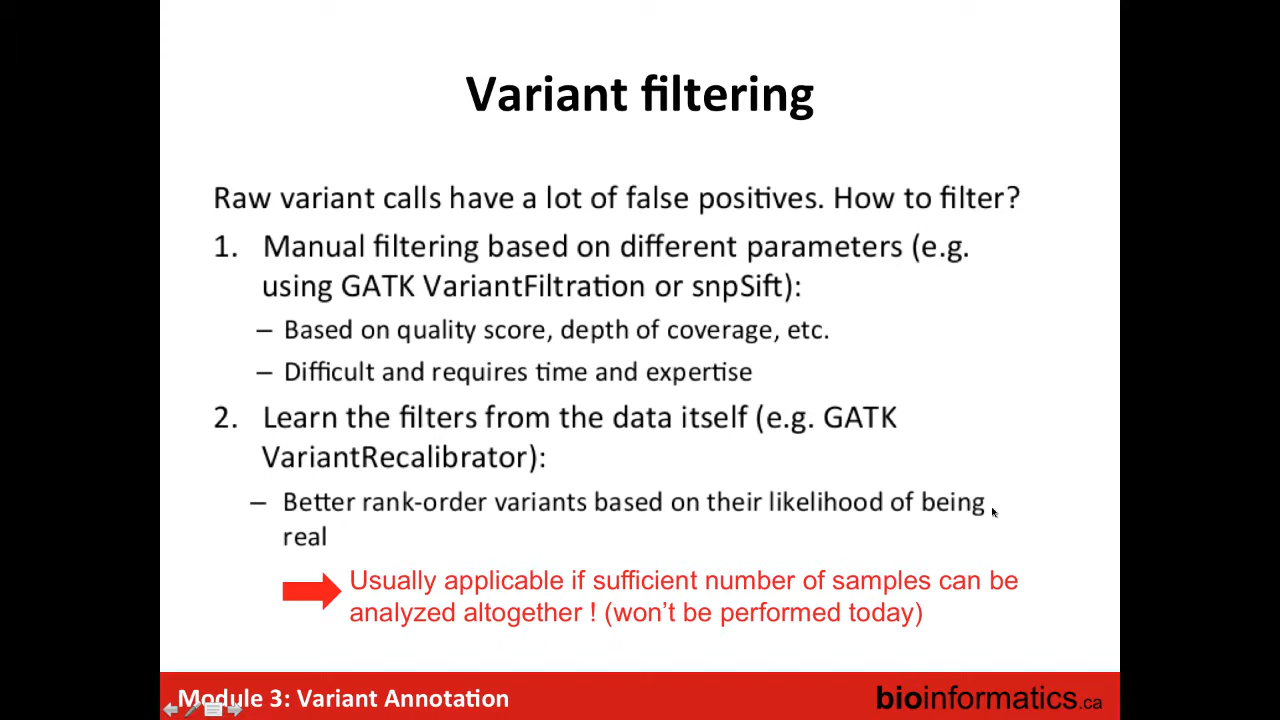 Variant filtering
Raw variant calls have a lot of false positives. How to filter?
1. Manual filtering based on different parameters (e.g.
using GATK VariantFiltration or snpSift):
– Based on quality score, depth of coverage, etc.
– Difficult and requires time and expertise
2. Learn the filters from the data itself (e.g. GATK
VariantRecalibrator):
– Better rank-order variants based on their likelihood of being
real
Usually applicable if sufficient number of samples can be
analyzed altogether ! (won't be performed today)
Module 3: Variant Annotation
bioinformatics.ca